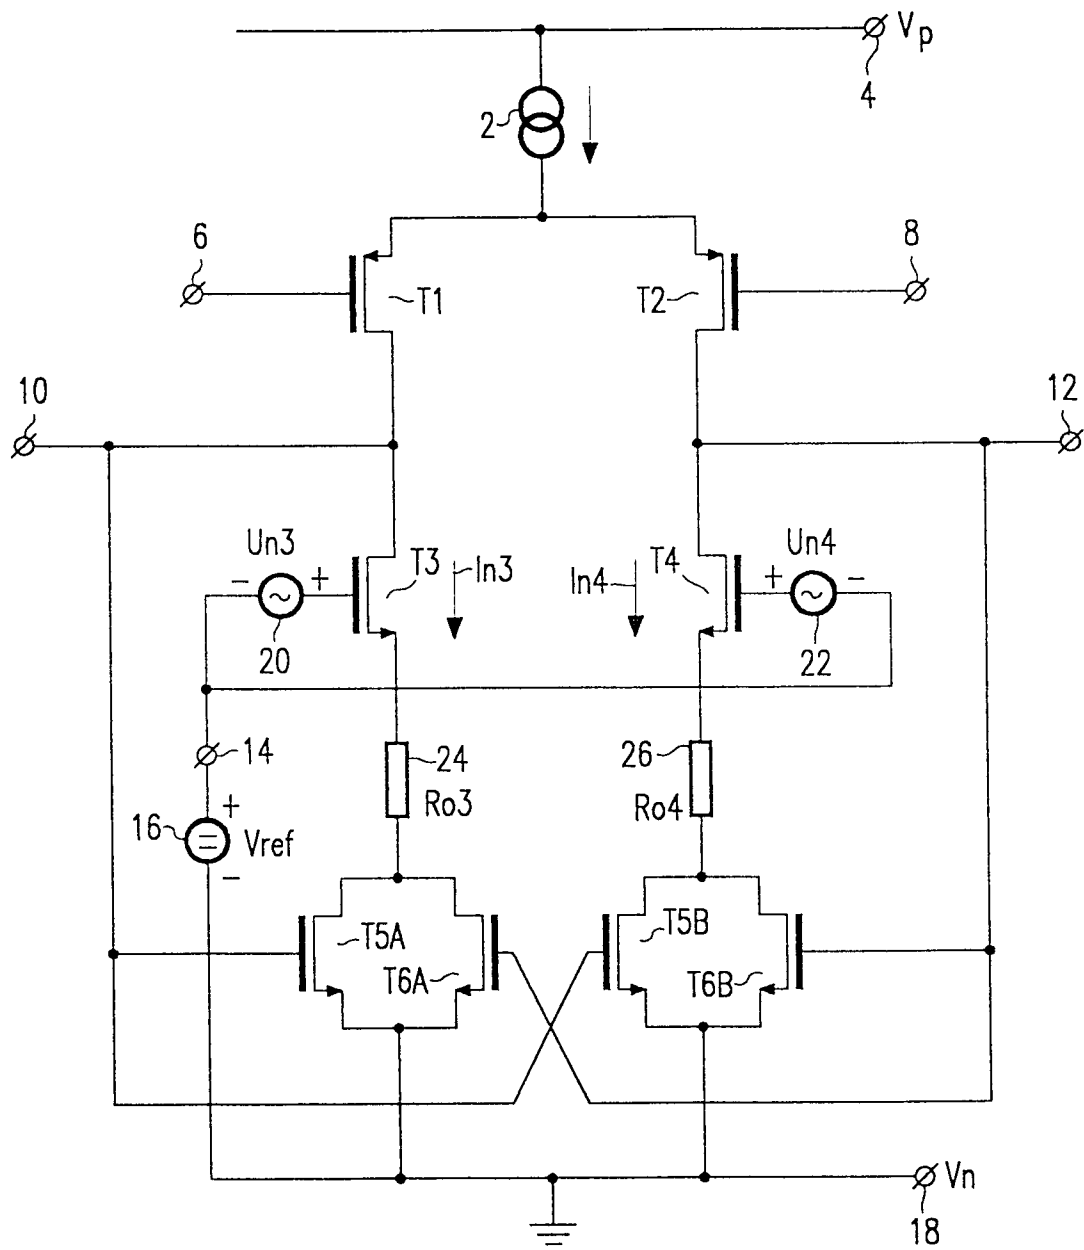 Vp
4
2
6
8
T1
T2
10
12
Un3
Un4
T3
In3
In4
T4
- +
+ -
20
22
14
24
26
+
Ro3
Ro4
16
Vref
-
T5A
T5B
T6A
T6B
Vn
18